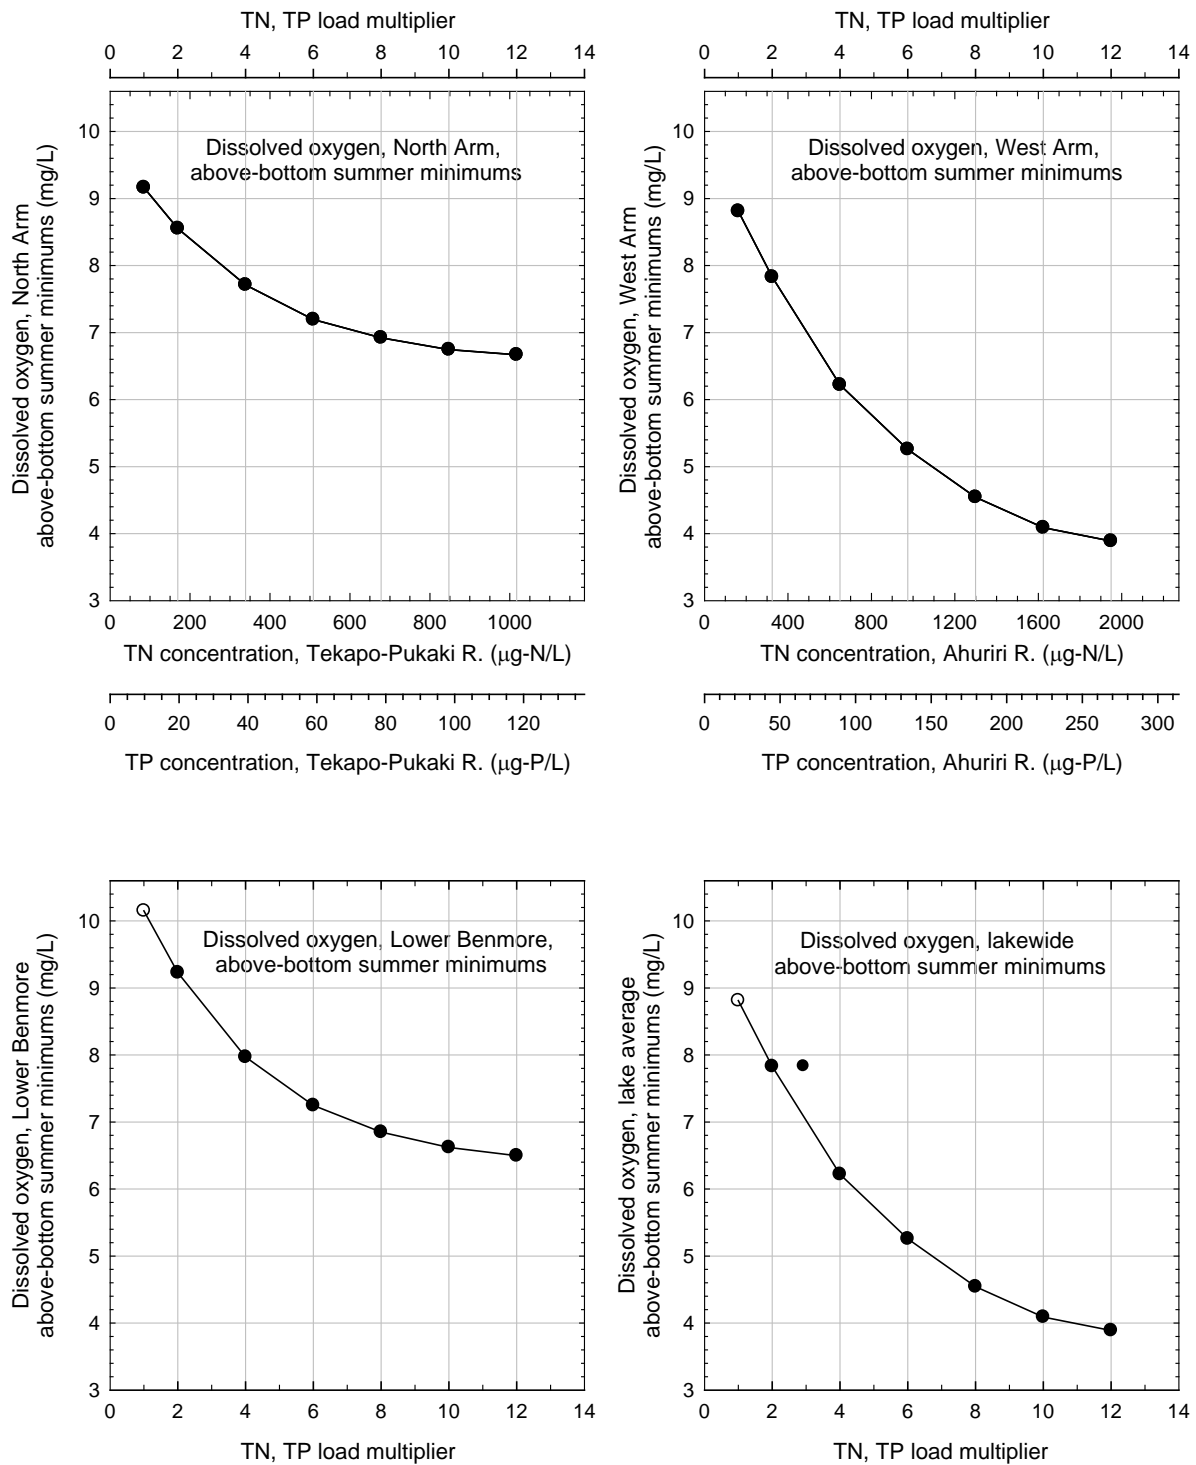 TN, TP load multiplier
0 2 4 6 8 10 12 14
Dissolved oxygen, North Arm
above-bottom summer minimums (mg/L)
10
9
8
7
6
5
4
3
Dissolved oxygen, North Arm,
above-bottom summer minimums
0 200 400 600 800 1000
TN concentration, Tekapo-Pukaki R. (μg-N/L)
0 20 40 60 80 100 120
TP concentration, Tekapo-Pukaki R. (μg-P/L)
TN, TP load multiplier
0 2 4 6 8 10 12 14
Dissolved oxygen, West Arm
above-bottom summer minimums (mg/L)
10
9
8
7
6
5
4
3
Dissolved oxygen, West Arm,
above-bottom summer minimums
0 400 800 1200 1600 2000
TN concentration, Ahuriri R. (μg-N/L)
0 50 100 150 200 250 300
TP concentration, Ahuriri R. (μg-P/L)
Dissolved oxygen, Lower Benmore
above-bottom summer minimums (mg/L)
10
9
8
7
6
5
4
3
Dissolved oxygen, Lower Benmore,
above-bottom summer minimums
0 2 4 6 8 10 12 14
TN, TP load multiplier
Dissolved oxygen, lake average
above-bottom summer minimums (mg/L)
10
9
8
7
6
5
4
3
Dissolved oxygen, lakewide
above-bottom summer minimums
0 2 4 6 8 10 12 14
TN, TP load multiplier